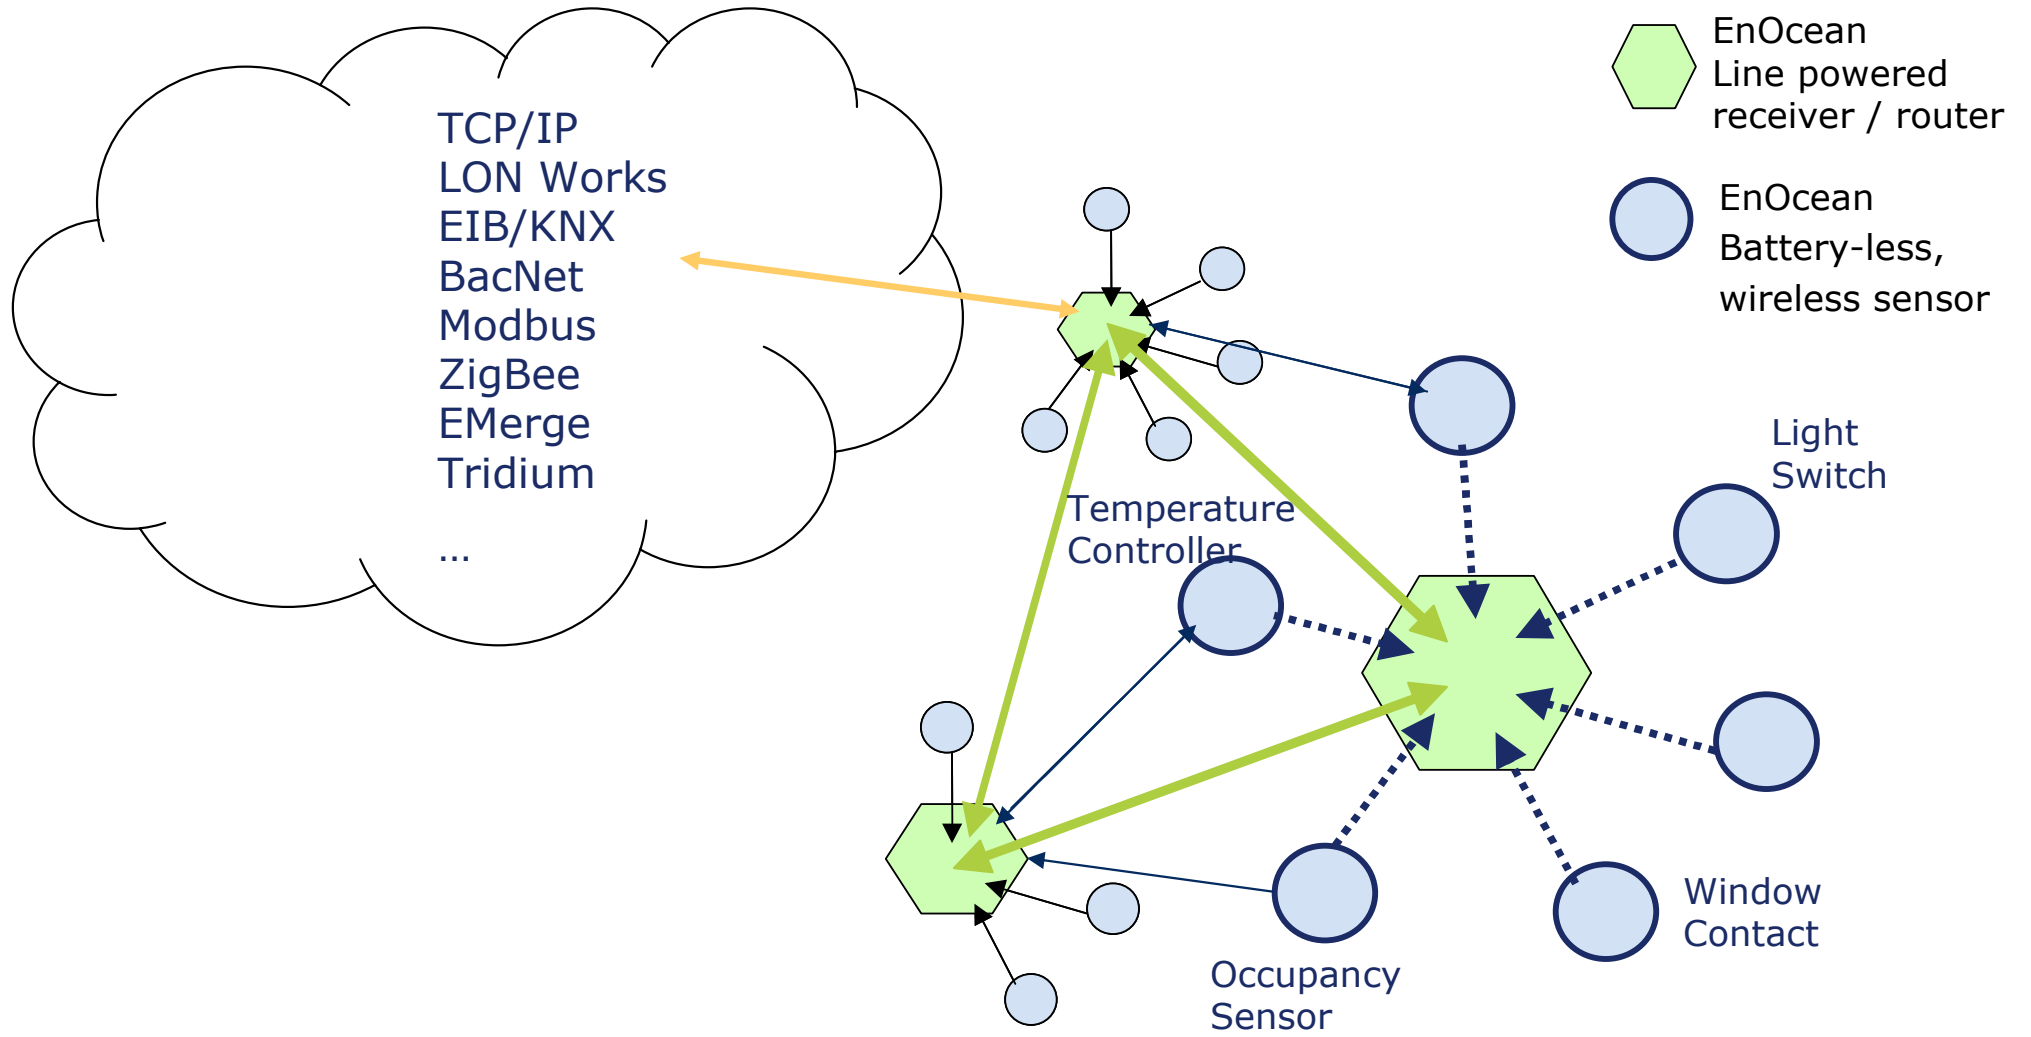 TCP/IP
LON Works
EIB/KNX
BacNet
Modbus
ZigBee
EMerge
Tridium
...
EnOcean
Line powered
receiver / router
EnOcean
Battery-less,
wireless sensor
Light
Switch
Temperature
Controller
Window
Contact
Occupancy
Sensor